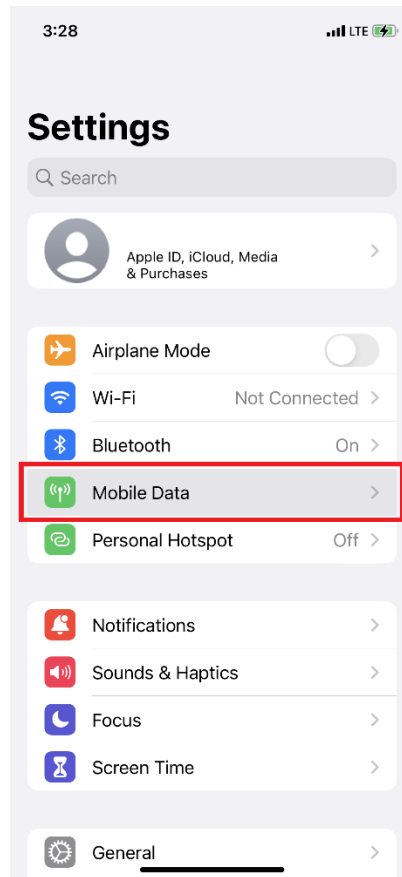 3:28
LTE
Settings
Search
Apple ID, iCloud, Media
& Purchases
Airplane Mode
Wi-Fi Not Connected
Bluetooth On
Mobile Data
Personal Hotspot Off
Notifications
Sounds & Haptics
Focus
Screen Time
General